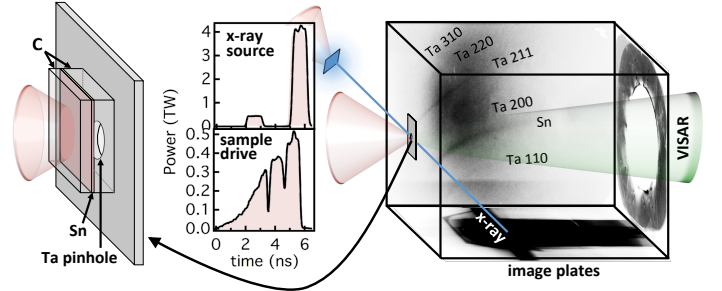 C
Sn
Ta pinhole
Power (TW)
x-ray
source
4
3
2
1
0
sample
drive
0.5
0.4
0.3
0.2
0.1
0.0
0 2 4 6
time (ns)
Ta 310
Ta 220
Ta 211
Ta 200
Sn
Ta 110
VISAR
x-ray
image plates